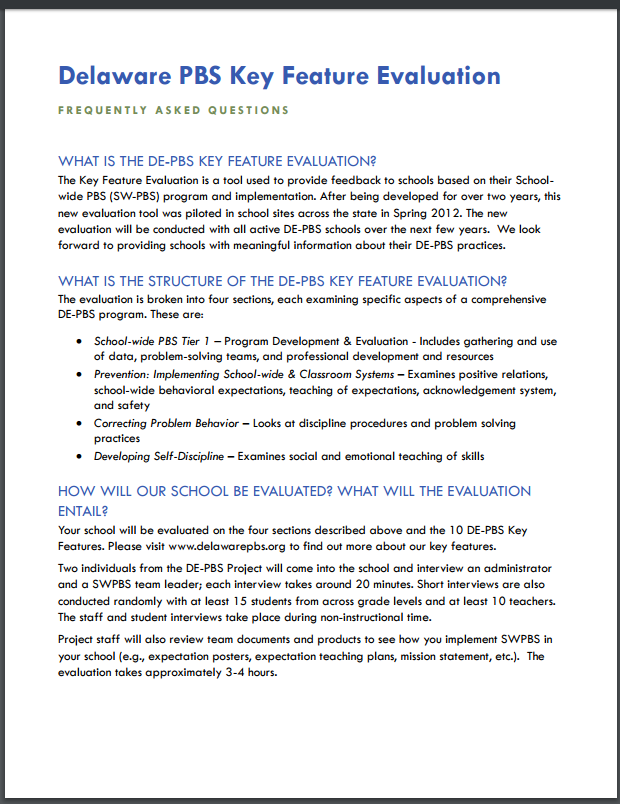 Delaware PBS Key Feature Evaluation
FREQUENTLY ASKED QUESTIONS
WHAT IS THE DE-PBS KEY FEATURE EVALUATION?
The Key Feature Evaluation is a tool used to provide feedback to schools based on their School-
wide PBS (SW-PBS) program and implementation. After being developed for over two years, this
new evaluation tool was piloted in school sites across the state in Spring 2012. The new
evaluation will be conducted with all active DE-PBS schools over the next few years.  We look
forward to providing schools with meaningful information about their DE-PBS practices.
WHAT IS THE STRUCTURE OF THE DE-PBS KEY FEATURE EVALUATION?
The evaluation is broken into four sections, each examining specific aspects of a comprehensive
DE-PBS program. These are:
• School-wide PBS Tier 1 – Program Development & Evaluation - Includes gathering and use
of data, problem-solving teams, and professional development and resources
• Prevention: Implementing School-wide & Classroom Systems – Examines positive relations,
school-wide behavioral expectations, teaching of expectations, acknowledgement system,
and safety
• Correcting Problem Behavior – Looks at discipline procedures and problem solving
practices
• Developing Self-Discipline – Examines social and emotional teaching of skills
HOW WILL OUR SCHOOL BE EVALUATED? WHAT WILL THE EVALUATION
ENTAIL?
Your school will be evaluated on the four sections described above and the 10 DE-PBS Key
Features. Please visit www.delawarepbs.org to find out more about our key features.
Two individuals from the DE-PBS Project will come into the school and interview an administrator
and a SWPBS team leader; each interview takes around 20 minutes. Short interviews are also
conducted randomly with at least 15 students from across grade levels and at least 10 teachers.
The staff and student interviews take place during non-instructional time.
Project staff will also review team documents and products to see how you implement SWPBS in
your school (e.g., expectation posters, expectation teaching plans, mission statement, etc.).  The
evaluation takes approximately 3-4 hours.